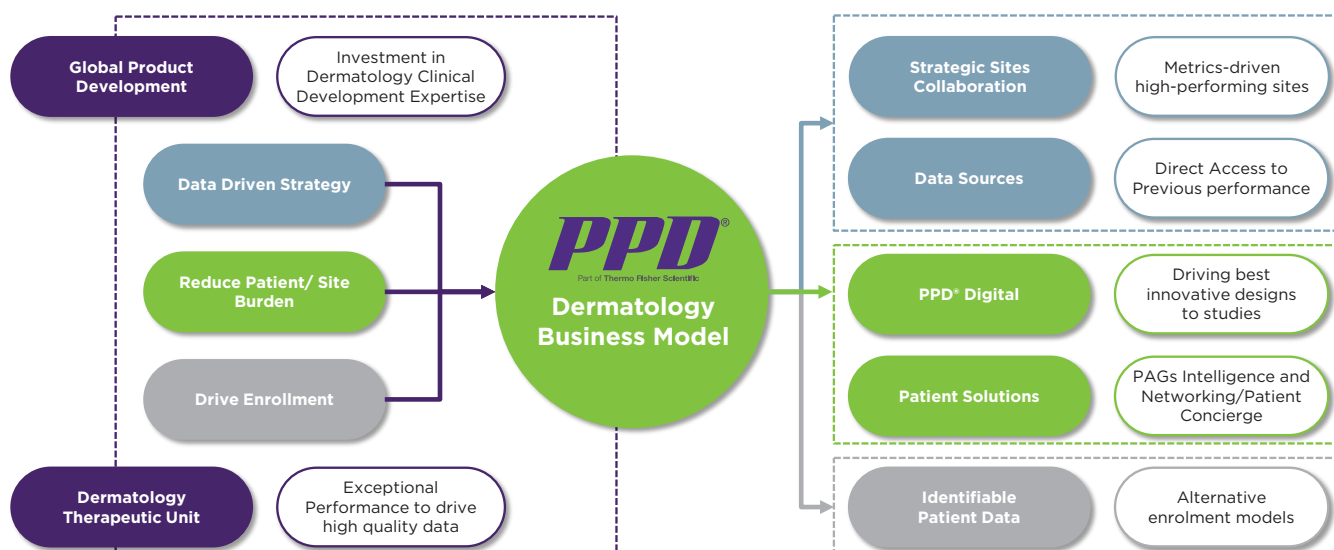 Global Product
Development
Investment in
Dermatology Clinical
Development Expertise
Data Driven Strategy
Reduce Patient/ Site
Burden
Drive Enrollment
Dermatology
Therapeutic Unit
Exceptional
Performance to drive
high quality data
PPD®
Part of Thermo Fisher Scientific
Dermatology
Business Model
Strategic Sites
Collaboration
Metrics-driven
high-performing sites
Data Sources
Direct Access to
Previous performance
PPD® Digital
Driving best
innovative designs
to studies
Patient Solutions
PAGs Intelligence and
Networking/Patient
Concierge
Identifiable
Patient Data
Alternative
enrolment models